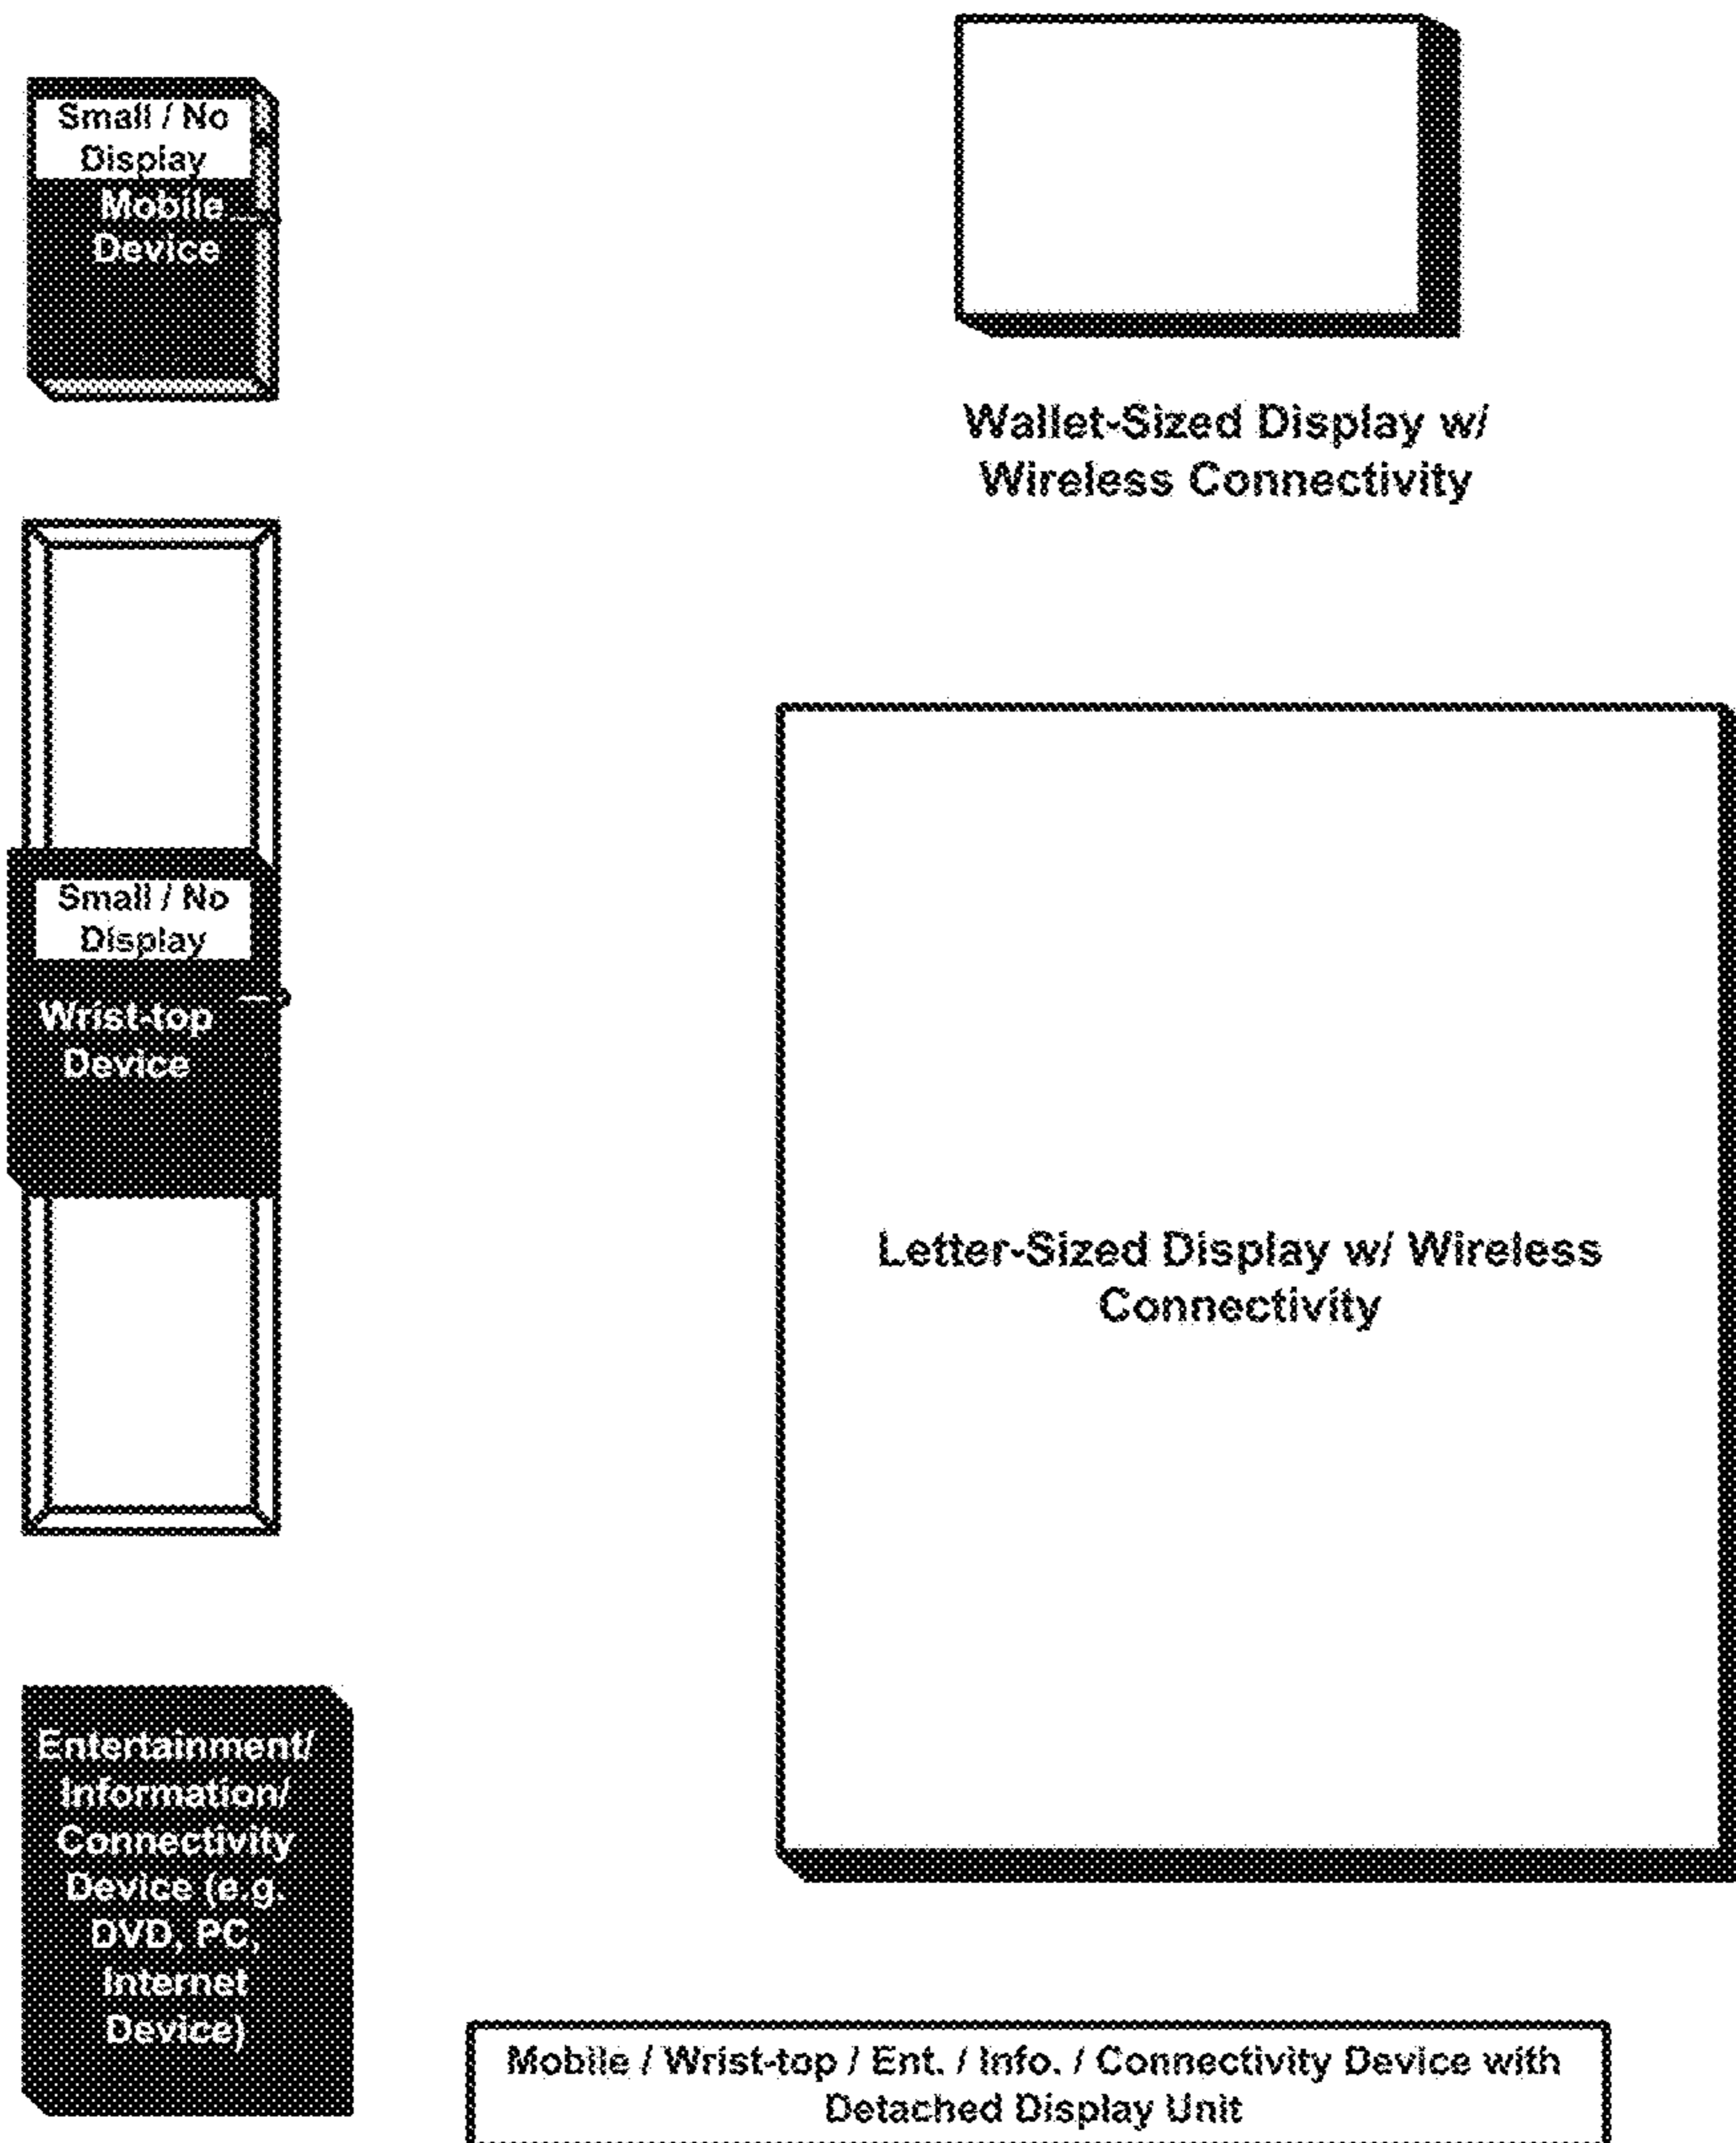 Small / No
Display
Mobile
Device
Wallet-Sized Display w/
Wireless Connectivity
Small / No
Display
Wrist-top
Device
Letter-Sized Display w/ Wireless
Connectivity
Entertainment/
Information/
Connectivity
Device (e.g.
DVD, PC,
Internet
Device)
Mobile / Wrist-top / Ent. / Info. / Connectivity Device with
Detached Display Unit